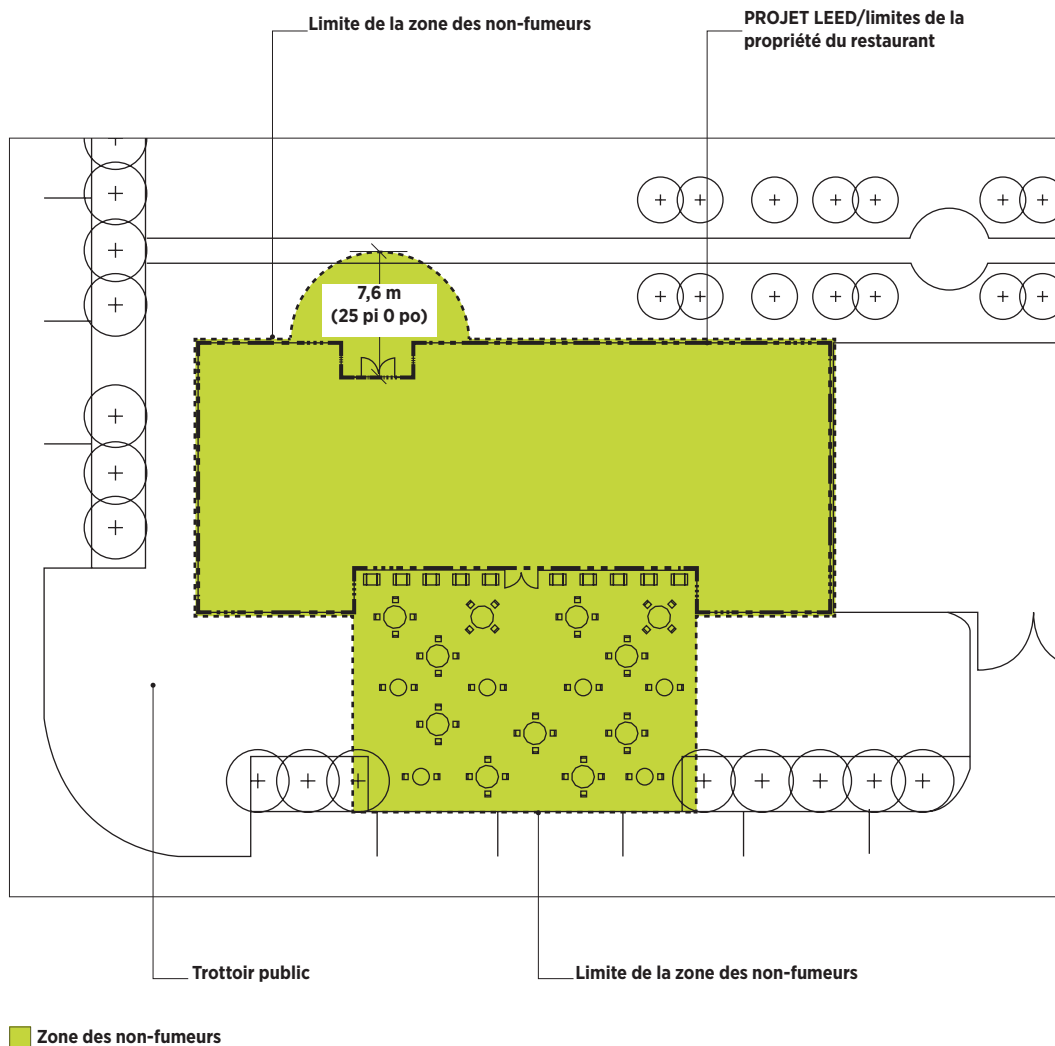 Limite de la zone des non-fumeurs
PROJET LEED/limites de la
propriété du restaurant
7,6 m
(25 pi 0 po)
Trottoir public
Limite de la zone des non-fumeurs
Zone des non-fumeurs